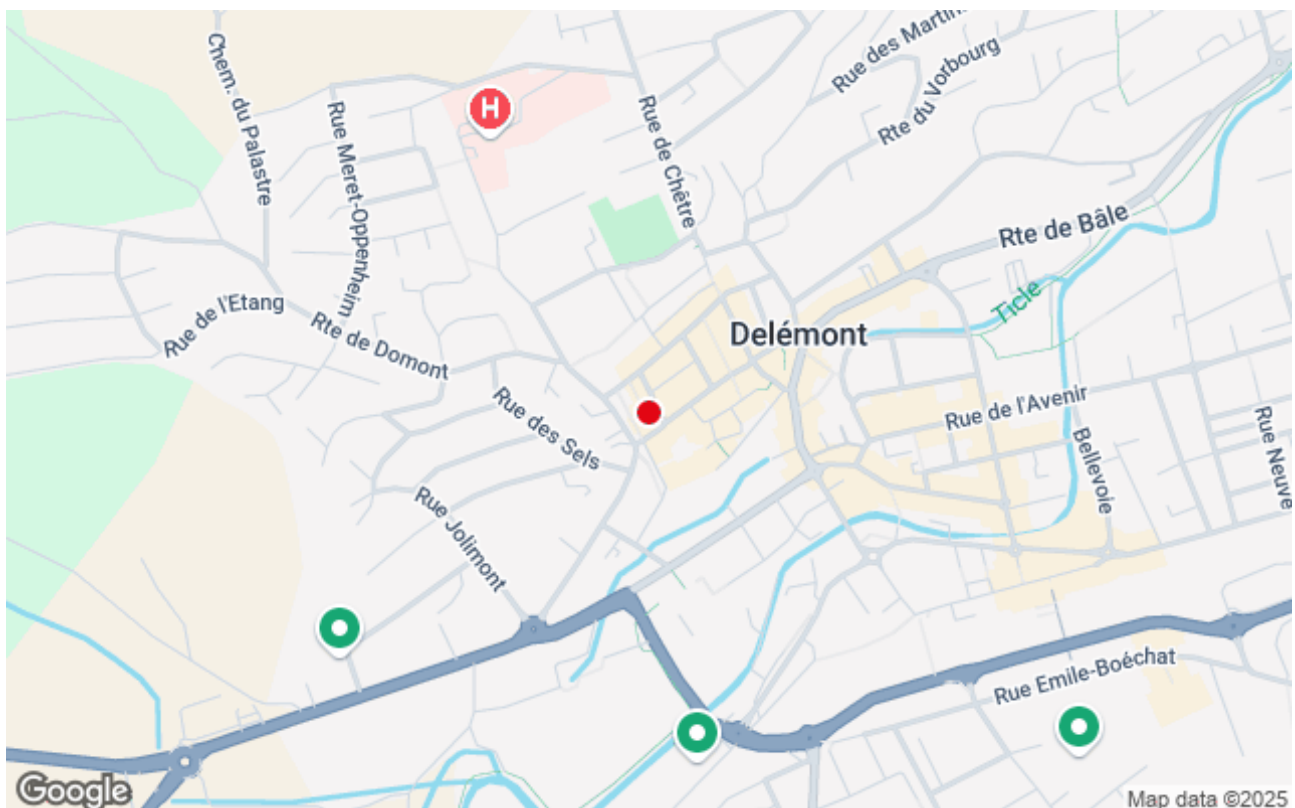 Rue des Martin
Rte du Vorbourg
Chem. du Palastre
Rue Meret-Oppenheim
H
Rue de Chêtre
Rte de Bâle
Rue de l'Etang
Rte de Domont
Delémont
Ticle
Rue des Sels
Rue de l'Avenir
Bellevoie
Rue Neuve
Rue Jolimont
Rue Emile-Boéchat
Google
Map data ©2025